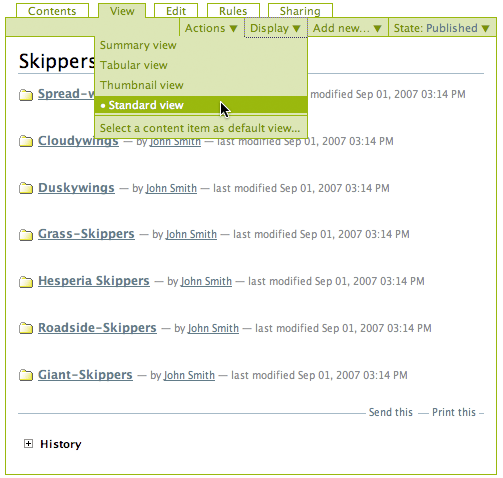 Contents View Edit Rules Sharing
Actions ▼ Display ▼ Add new... ▼ State: Published ▼
Summary view
Tabular view
Thumbnail view
• Standard view
Select a content item as default view...
Skippers
Spread-w modified Sep 01, 2007 03:14 PM
Cloudywings — by John Smith — last modified Sep 01, 2007 03:14 PM
Duskywings — by John Smith — last modified Sep 01, 2007 03:14 PM
Grass-Skippers — by John Smith — last modified Sep 01, 2007 03:14 PM
Hesperia Skippers — by John Smith — last modified Sep 01, 2007 03:14 PM
Roadside-Skippers — by John Smith — last modified Sep 01, 2007 03:14 PM
Giant-Skippers — by John Smith — last modified Sep 01, 2007 03:14 PM
Send this — Print this —
History